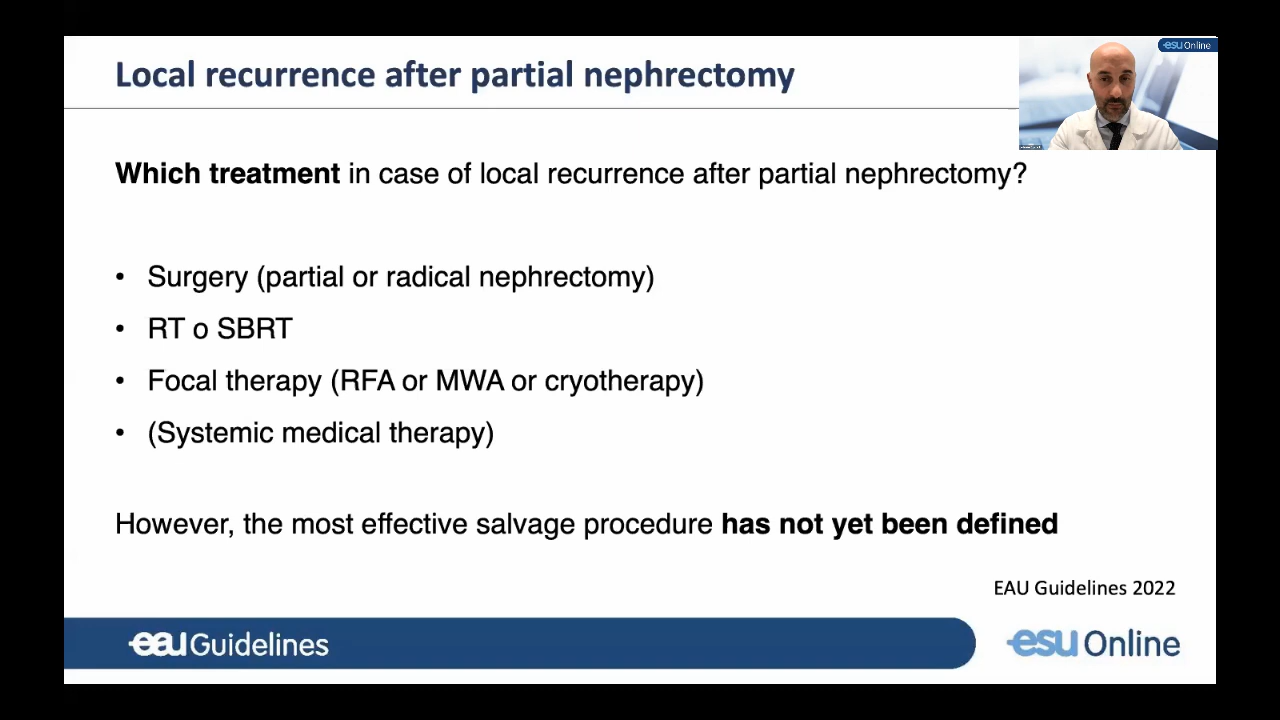 Local recurrence after partial nephrectomy
esu Online
Which treatment in case of local recurrence after partial nephrectomy?
• Surgery (partial or radical nephrectomy)
• RT o SBRT
• Focal therapy (RFA or MWA or cryotherapy)
• (Systemic medical therapy)
However, the most effective salvage procedure has not yet been defined
EAU Guidelines 2022
eau Guidelines
esu Online